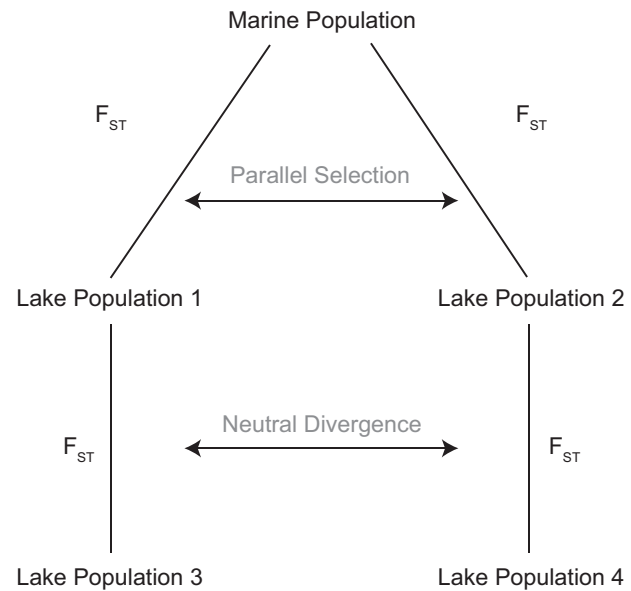 Marine Population
F_ST
F_ST
Parallel Selection
Lake Population 1
Lake Population 2
Neutral Divergence
F_ST
F_ST
Lake Population 3
Lake Population 4